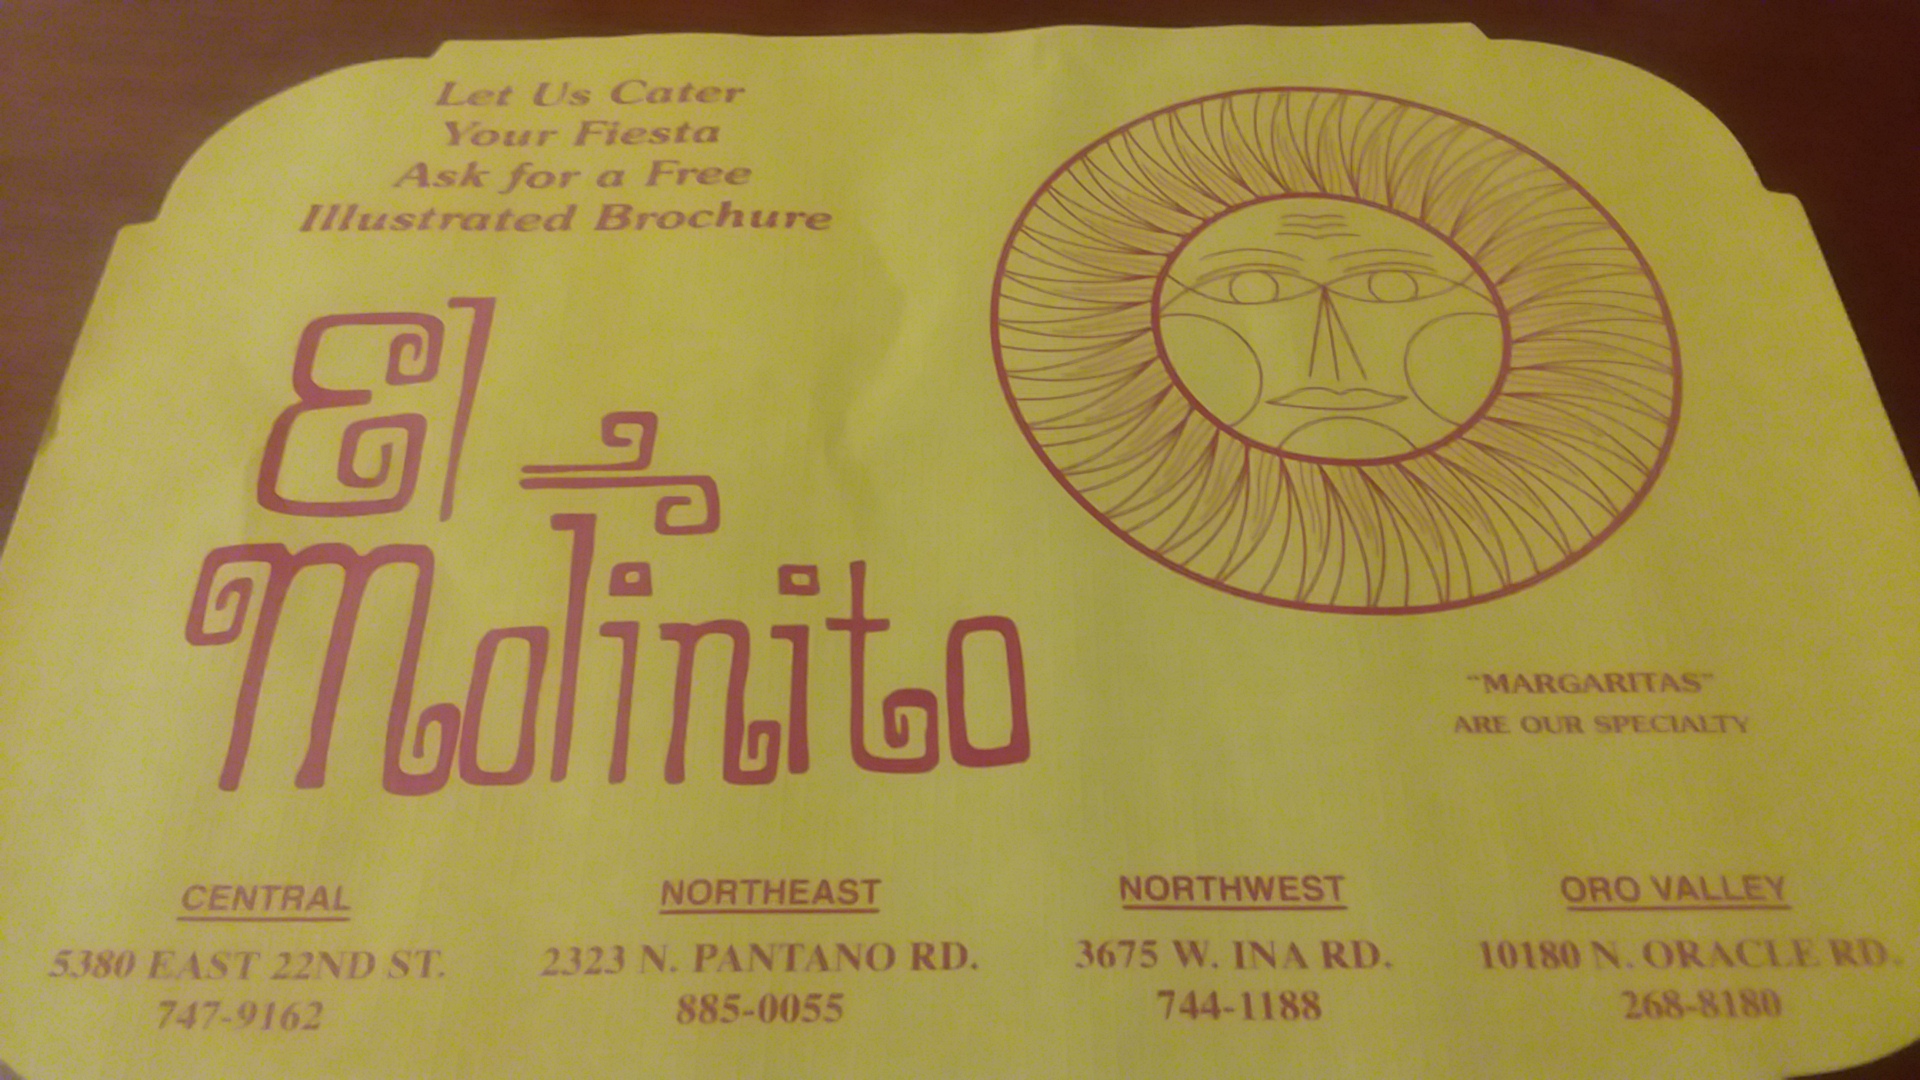 Let Us Cater
Your Fiesta
Ask for a Free
Illustrated Brochure
El
Molinito
"MARGARITAS"
ARE OUR SPECIALTY
CENTRAL
5380 EAST 22ND ST.
747-9162
NORTHEAST
2323 N. PANTANO RD.
885-0055
NORTHWEST
3675 W. INA RD.
744-1188
ORO VALLEY
10180 N. ORACLE RD.
268-8180